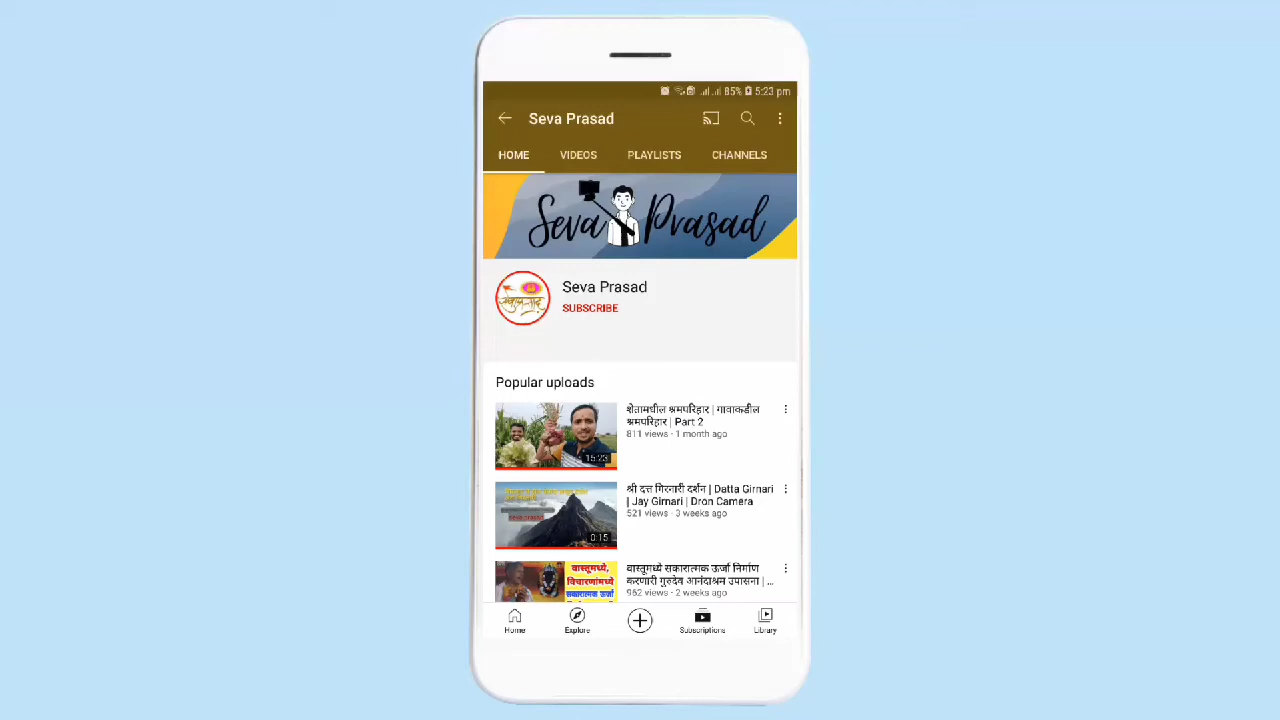 85% 5:23 pm
Seva Prasad
HOME VIDEOS PLAYLISTS CHANNELS
Seva Prasad
Seva Prasad
SUBSCRIBE
Popular uploads
शेतामधील श्रमपरिहार | गावाकडील
श्रमपरिहार | Part 2
811 views · 1 month ago
15:23
श्री दत्त गिरनारी दर्शन | Datta Girnari
| Jay Girnari | Dron Camera
521 views · 3 weeks ago
0:15
वास्तूमध्ये,
विचारणांमध्ये
सकारात्मक ऊर्जा
वास्तूमध्ये सकारात्मक ऊर्जा निर्माण
करणारी गुरुदेव आनंदाश्रम उपासना | ...
962 views · 2 weeks ago
Home Explore Subscriptions Library